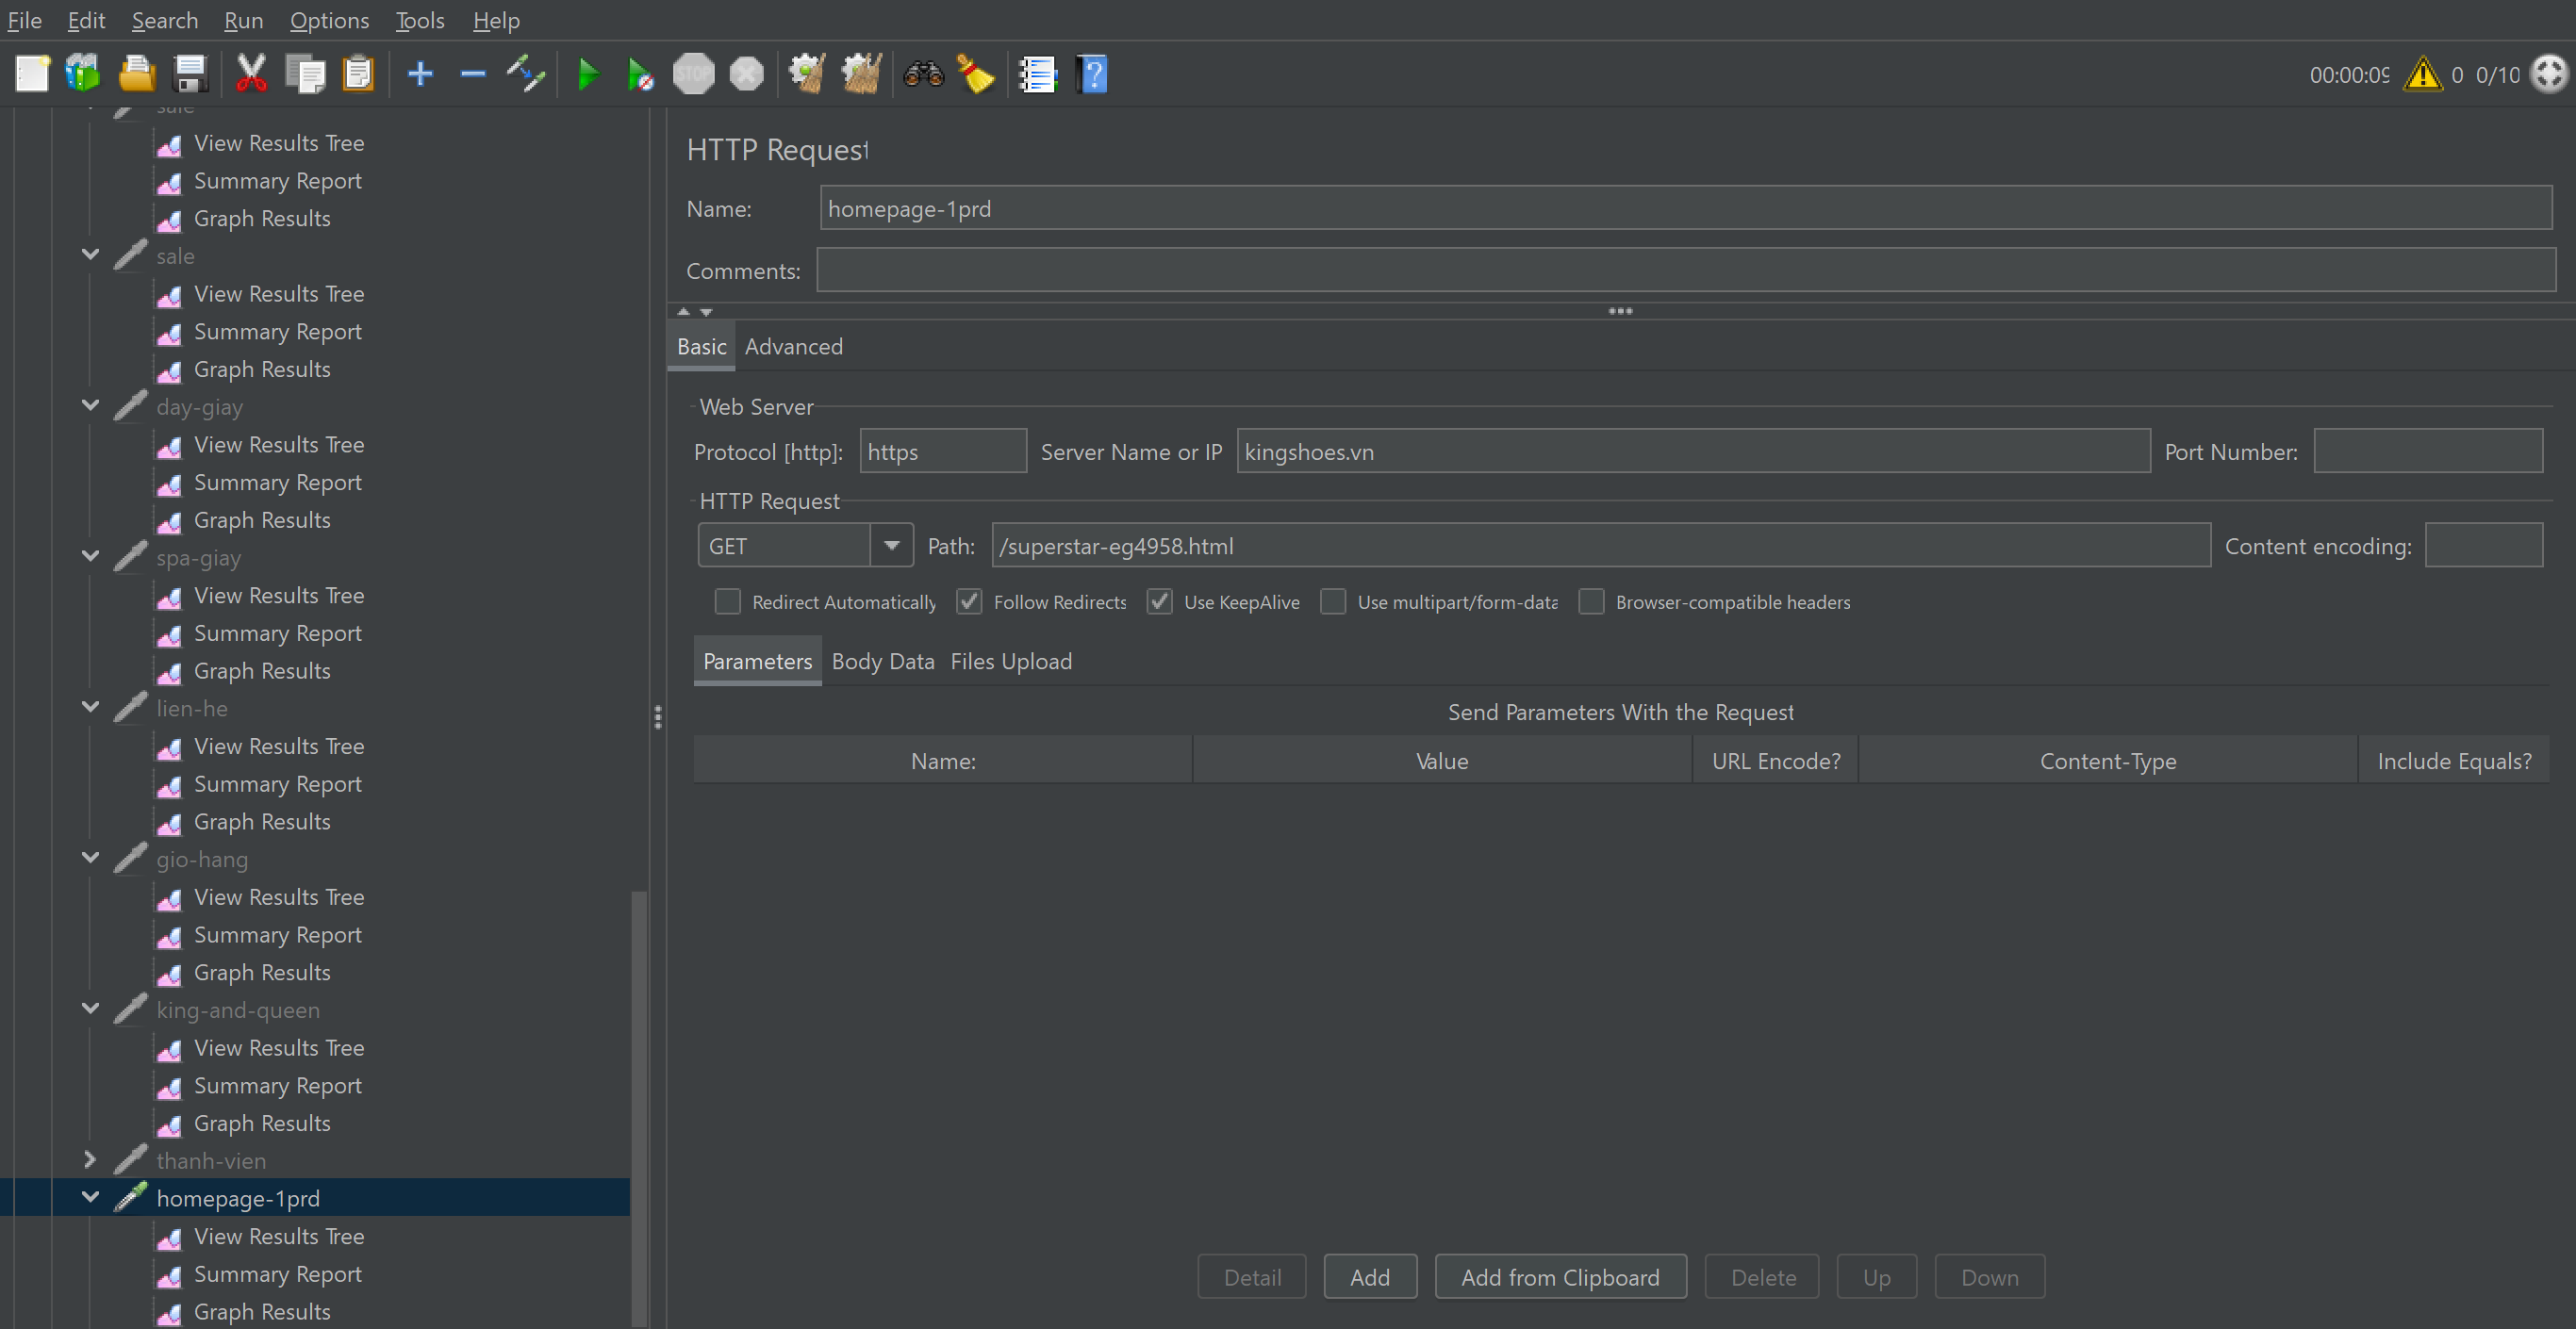 File Edit Search Run Options Tools Help
STOP
00:00:09 0 0/10
sale
View Results Tree
Summary Report
Graph Results
sale
View Results Tree
Summary Report
Graph Results
day-giay
View Results Tree
Summary Report
Graph Results
spa-giay
View Results Tree
Summary Report
Graph Results
lien-he
View Results Tree
Summary Report
Graph Results
gio-hang
View Results Tree
Summary Report
Graph Results
king-and-queen
View Results Tree
Summary Report
Graph Results
thanh-vien
homepage-1prd
View Results Tree
Summary Report
Graph Results
HTTP Request
Name: homepage-1prd
Comments:
Basic Advanced
Web Server
Protocol [http]: https Server Name or IP kingshoes.vn Port Number:
HTTP Request
GET Path: /superstar-eg4958.html Content encoding:
Redirect Automatically Follow Redirects Use KeepAlive Use multipart/form-data Browser-compatible headers
Parameters Body Data Files Upload
Send Parameters With the Request
Name: Value URL Encode? Content-Type Include Equals?
Detail Add Add from Clipboard Delete Up Down